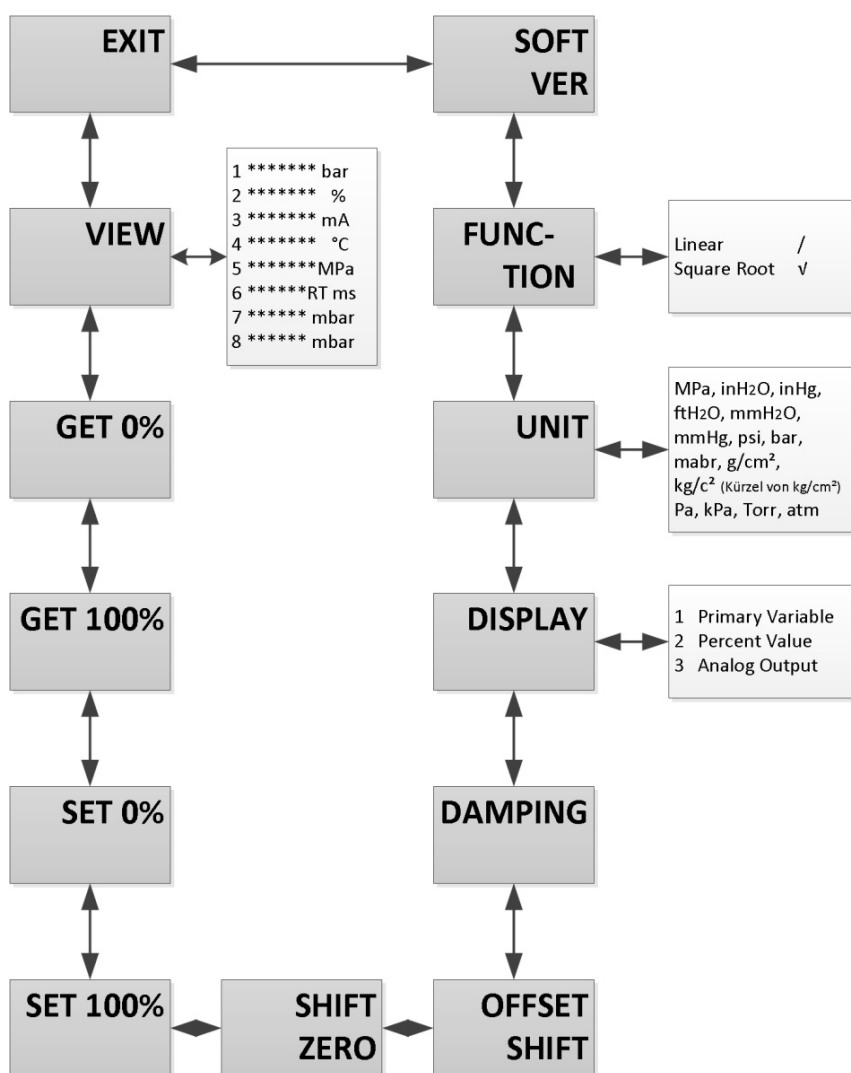 EXIT
SOFT
VER
VIEW
1 ******* bar
2 ******* %
3 ******* mA
4 ******* °C
5 *******MPa
6 ******RT ms
7 ****** mbar
8 ****** mbar
FUNC-
TION
Linear /
Square Root √
GET 0%
UNIT
MPa, inH2O, inHg,
ftH2O, mmH2O,
mmHg, psi, bar,
mabr, g/cm²,
kg/c² (Kürzel von kg/cm²)
Pa, kPa, Torr, atm
GET 100%
DISPLAY
1 Primary Variable
2 Percent Value
3 Analog Output
SET 0%
DAMPING
SET 100%
SHIFT
ZERO
OFFSET
SHIFT